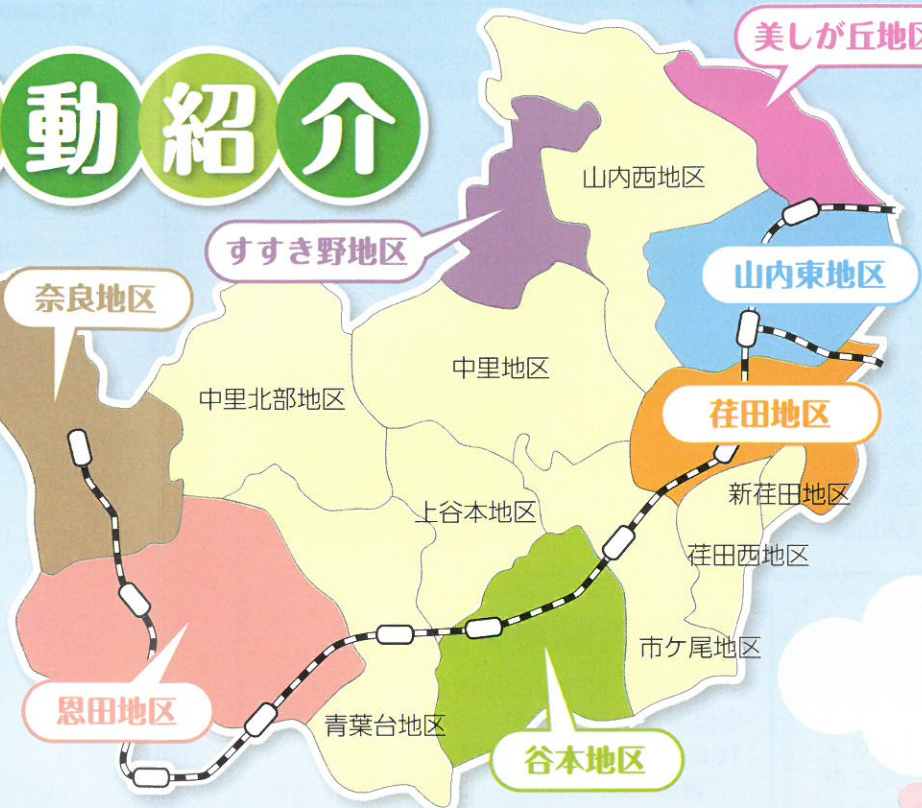 動紹介
美しが丘地区
山内西地区
すすき野地区
山内東地区
奈良地区
中里地区
中里北部地区
荏田地区
新荏田地区
上谷本地区
荏田西地区
市ケ尾地区
恩田地区
青葉台地区
谷本地区